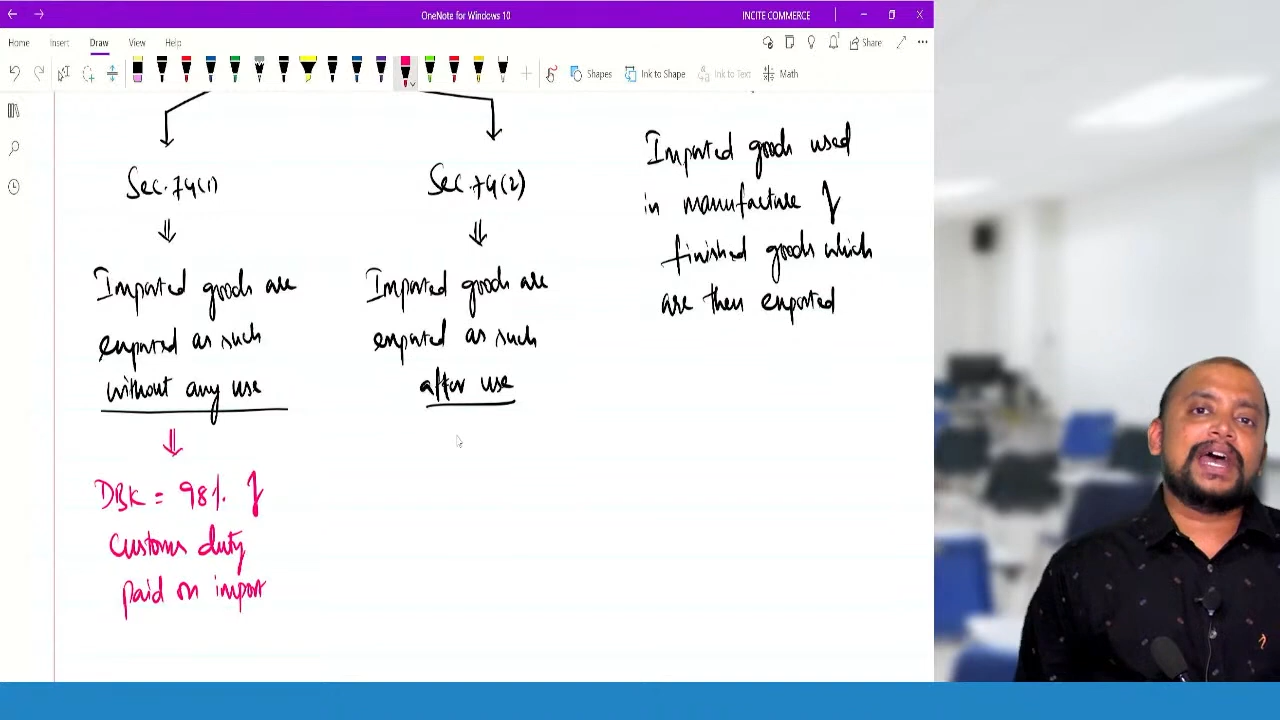 OneNote for Windows 10
INCITE COMMERCE
Home Insert Draw View Help
Share
Shapes
Ink to Shape
Ink to Text
Math
Sec.74(1)
Imported goods are
exported as such
without any use
DBK = 98% of
Customs duty
paid on import
Sec.74(2)
Imported goods are
exported as such
after use
Imported goods used
in manufacture of
finished goods which
are then exported